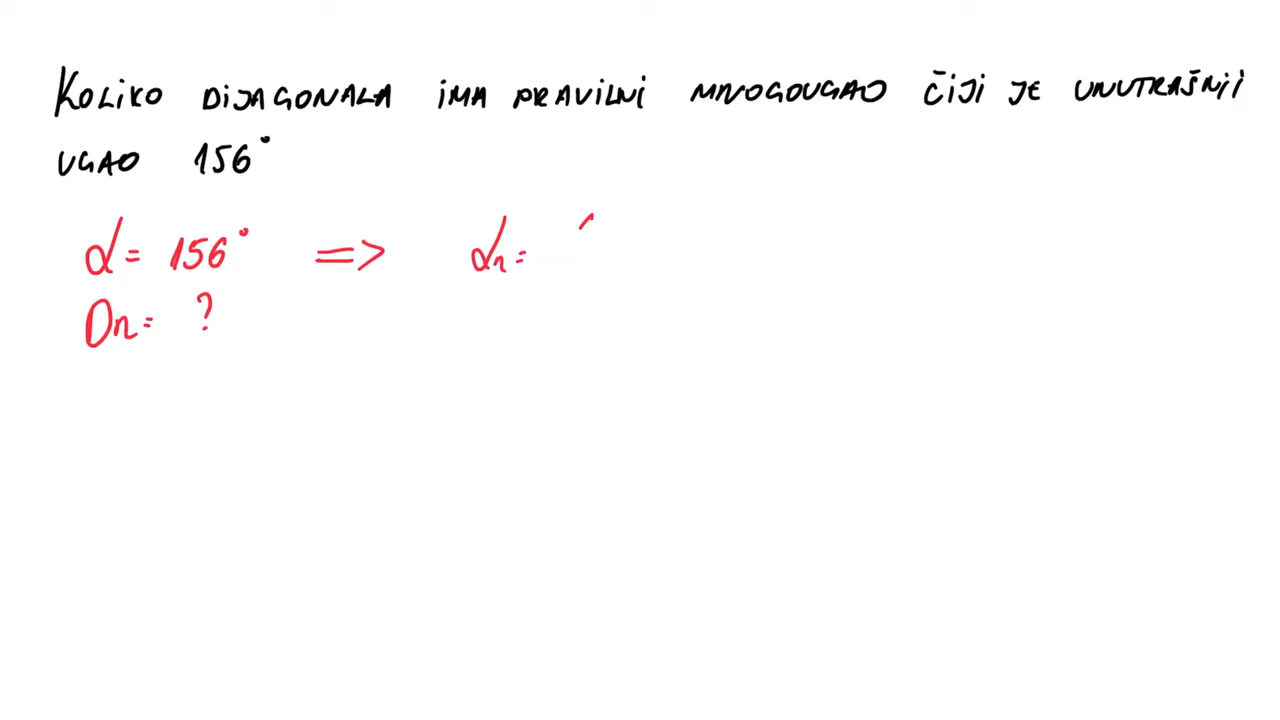 KOLIKO DIJAGONALA IMA PRAVILNI MNOGOUGAO ČIJI JE UNUTRAŠNJI
UGAO 156°
α = 156° => αn =
Dn = ?